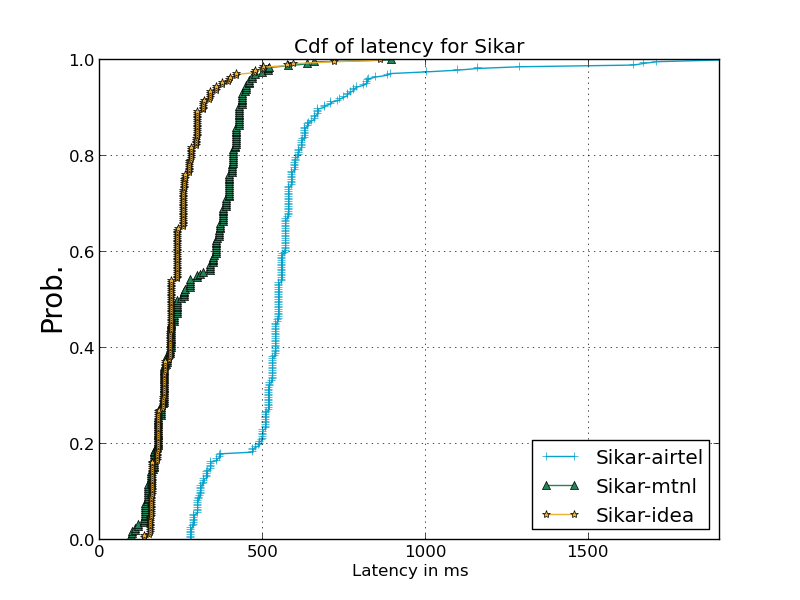 Cdf of latency for Sikar
1.0
0.8
0.6
0.4
0.2
0.0
Prob.
0
500
1000
1500
Latency in ms
Sikar-airtel
Sikar-mtnl
Sikar-idea